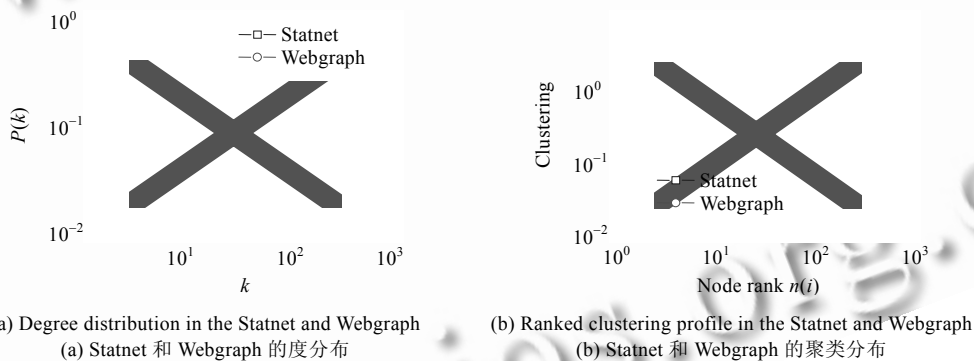 10^0
Statnet
Webgraph
P(k)
10^-1
10^-2
10^1
10^2
10^3
k
a) Degree distribution in the Statnet and Webgraph
(a) Statnet 和 Webgraph 的度分布
Clustering
10^0
10^-1
Statnet
Webgraph
10^-2
10^0
10^1
10^2
10^3
Node rank n(i)
(b) Ranked clustering profile in the Statnet and Webgraph
(b) Statnet 和 Webgraph 的聚类分布